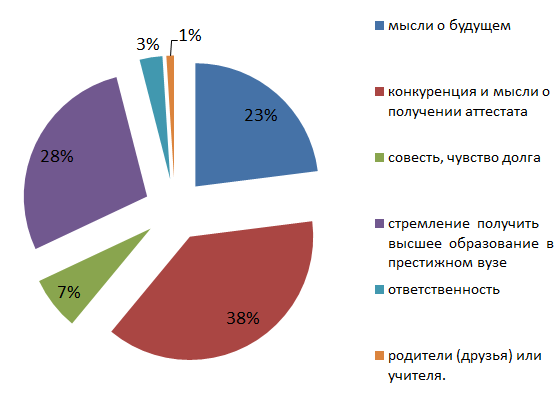 1%
3%
23%
28%
7%
38%
мысли о будущем
конкуренция и мысли о
получении аттестата
совесть, чувство долга
стремление получить
высшее образование в
престижном вузе
ответственность
родители (друзья) или
учителя.